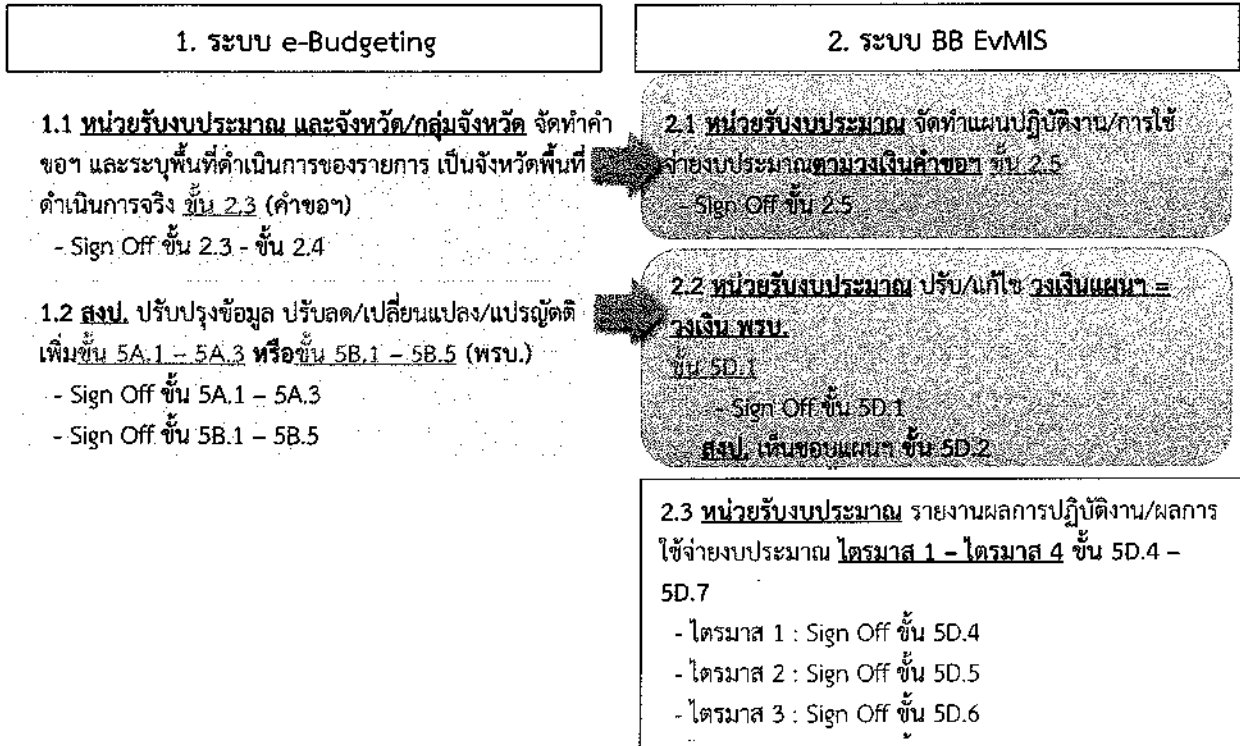 1. ระบบ e-Budgeting
1.1 หน่วยรับงบประมาณ และจังหวัด/กลุ่มจังหวัด จัดทำคำ
ขอฯ และระบุพื้นที่ดำเนินการของรายการ เป็นจังหวัดพื้นที่
ดำเนินการจริง ขั้น 2.3 (คำขอฯ)
- Sign Off ขั้น 2.3 - ขั้น 2.4
1.2 สงป. ปรับปรุงข้อมูล ปรับลด/เปลี่ยนแปลง/แปรญัตติ
เพิ่มขั้น 5A.1 – 5A.3 หรือขั้น 5B.1 – 5B.5 (พรบ.)
- Sign Off ขั้น 5A.1 – 5A.3
- Sign Off ขั้น 5B.1 – 5B.5
2. ระบบ BB EvMIS
2.1 หน่วยรับงบประมาณ จัดทำแผนปฏิบัติงาน/การใช้
จ่ายงบประมาณตามวงเงินคำขอฯ ขั้น 2.5
- Sign Off ขั้น 2.5
2.2 หน่วยรับงบประมาณ ปรับ/แก้ไข วงเงินแผนฯ =
วงเงิน พรบ.
ขั้น 5D.1
- Sign Off ขั้น 5D.1
สงป. เห็นชอบแผนฯ ขั้น 5D.2
2.3 หน่วยรับงบประมาณ รายงานผลการปฏิบัติงาน/ผลการ
ใช้จ่ายงบประมาณ ไตรมาส 1 – ไตรมาส 4 ขั้น 5D.4 –
5D.7
- ไตรมาส 1 : Sign Off ขั้น 5D.4
- ไตรมาส 2 : Sign Off ขั้น 5D.5
- ไตรมาส 3 : Sign Off ขั้น 5D.6